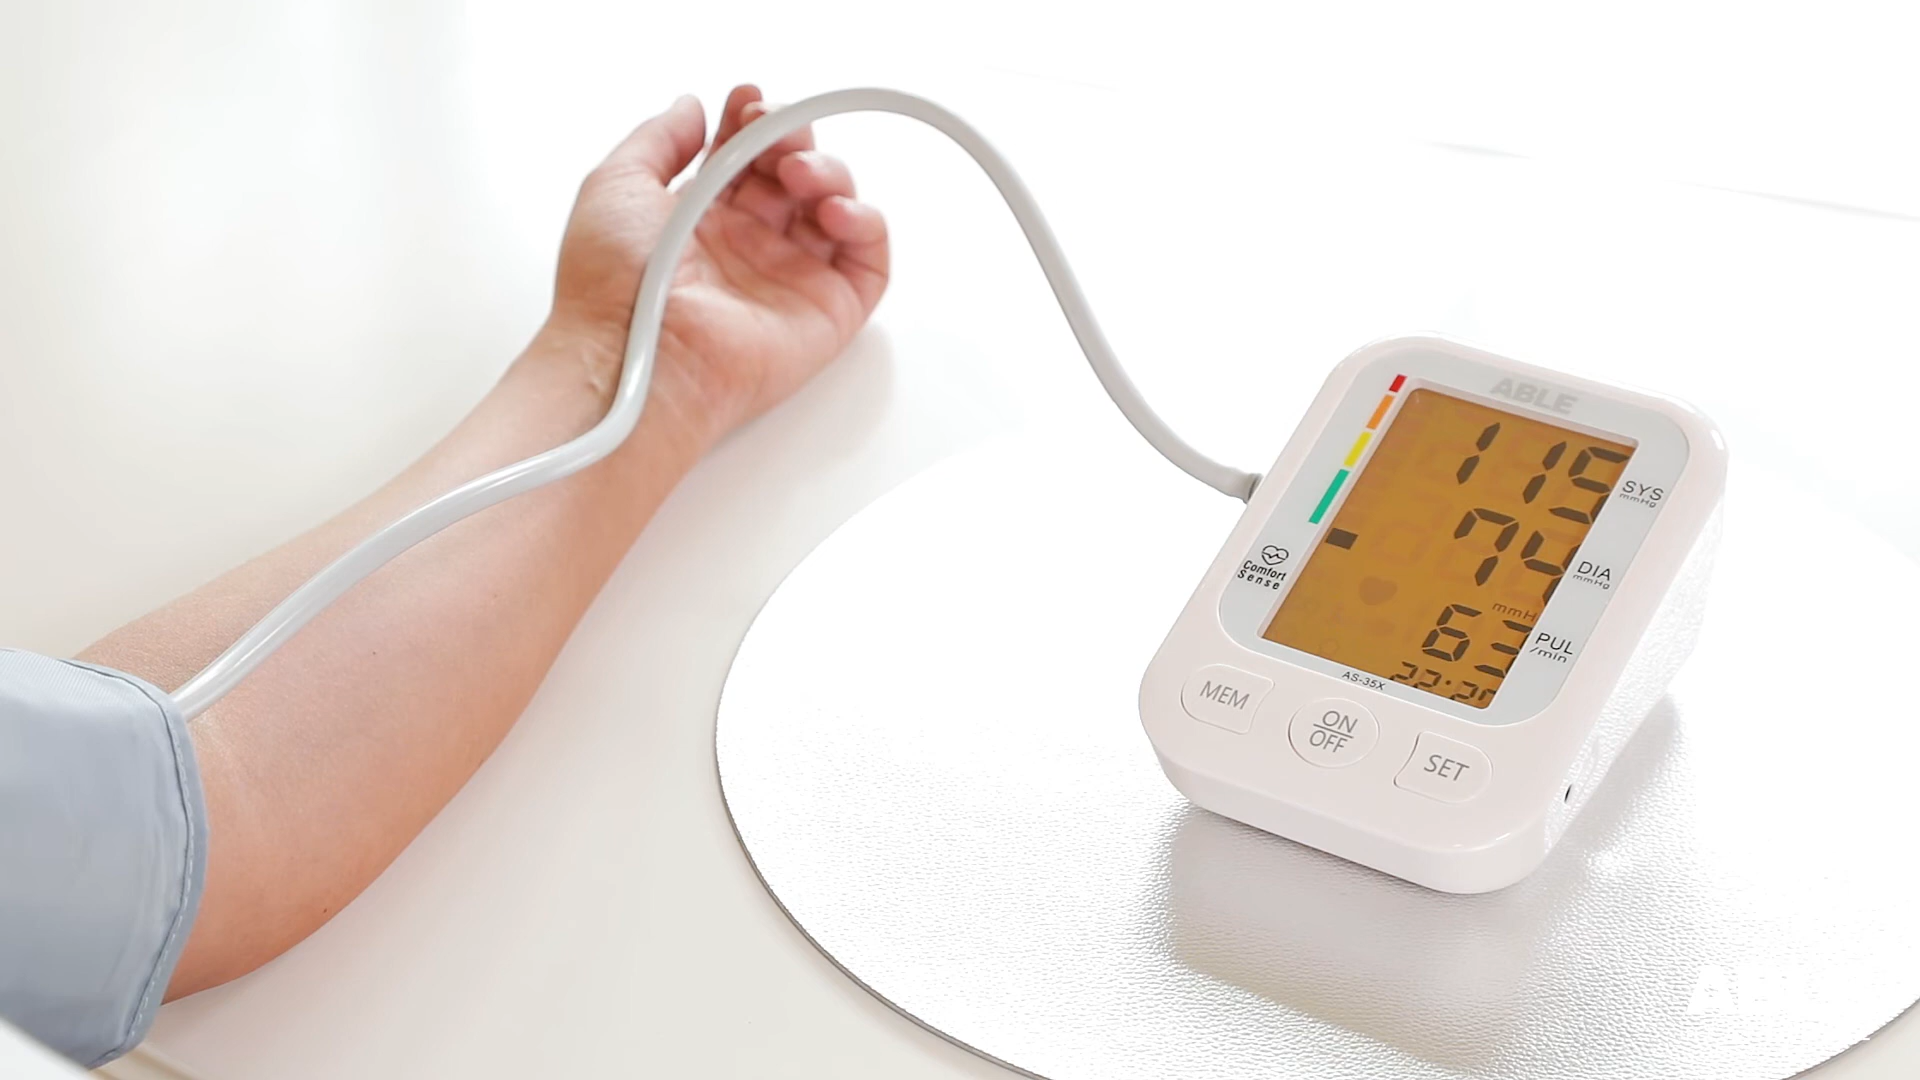 ABLE
115
SYS
mmHg
74
DIA
mmHg
Comfort
Sense
63
PUL
/min
AS-35X
MEM
ON
OFF
SET